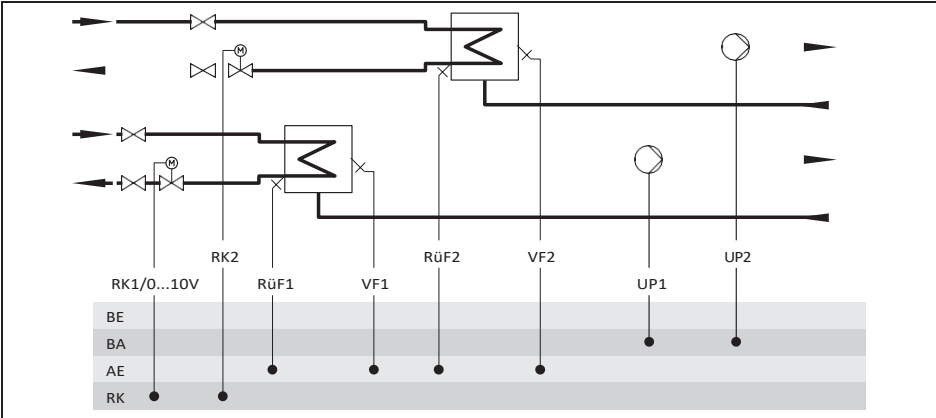 M
M
RK2 RüF2 VF2 UP2
RK1/0...10V RüF1 VF1 UP1
BE
BA
AE
RK